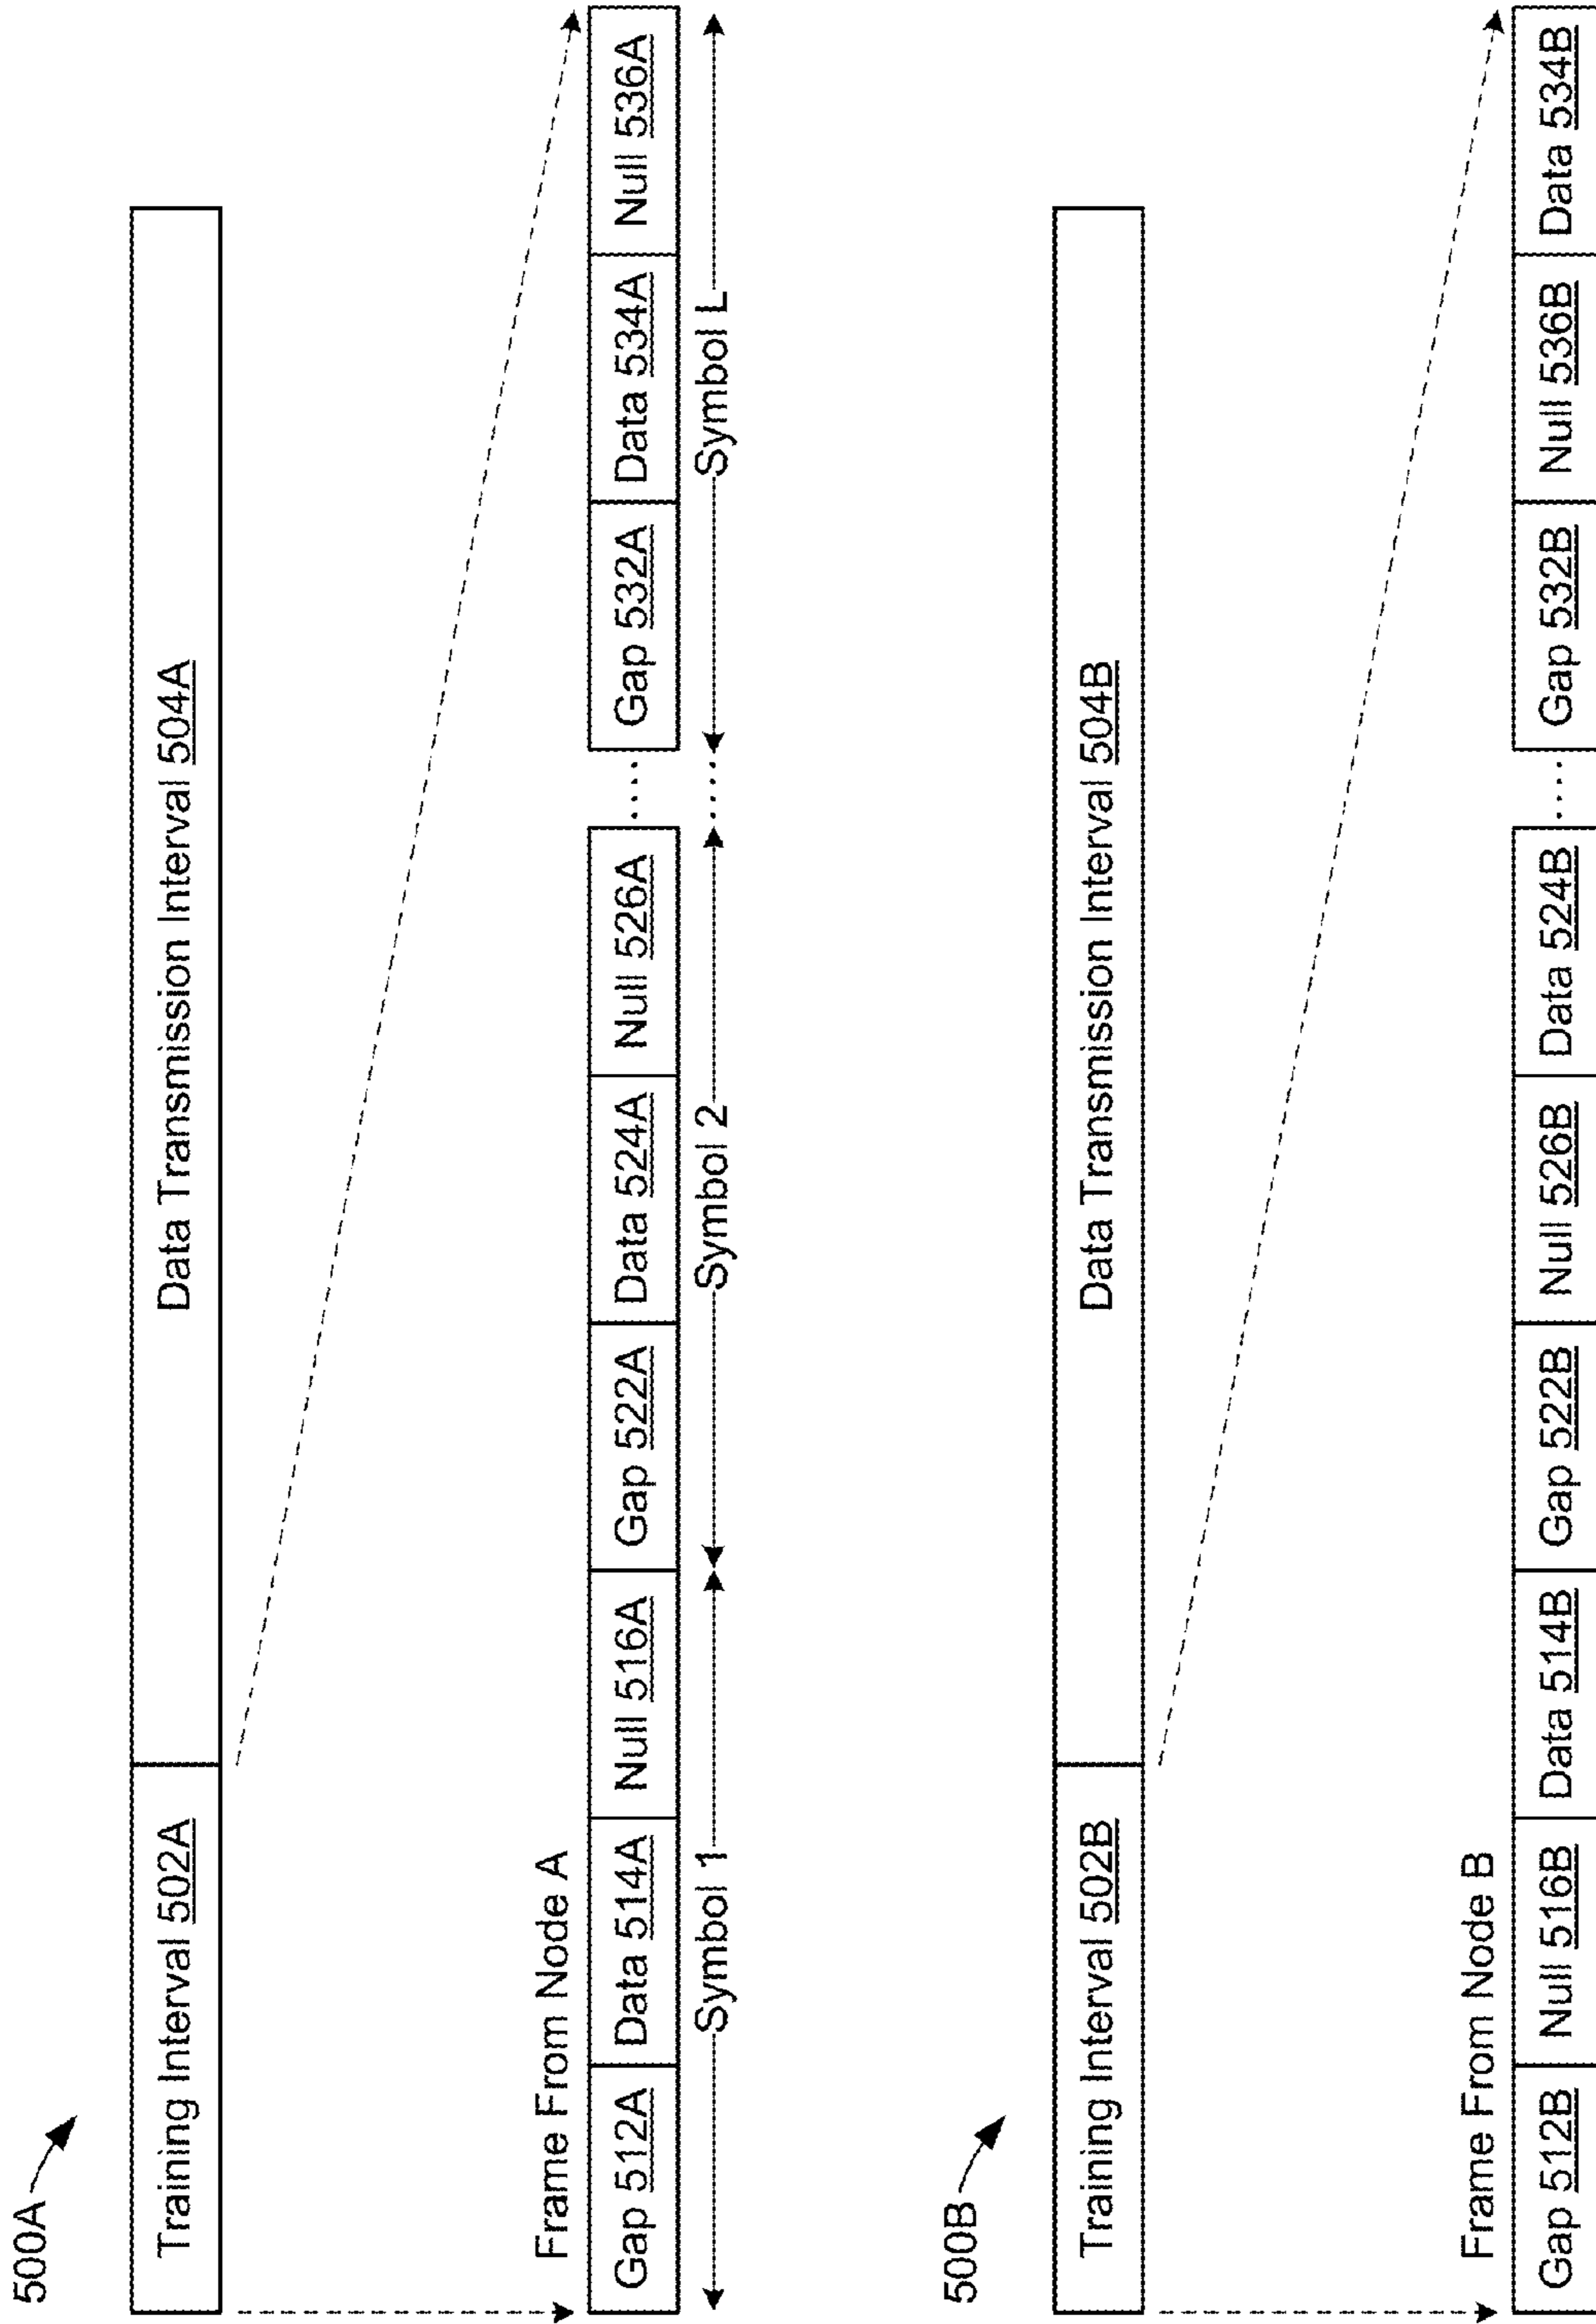 500A
Training Interval 502A
Data Transmission Interval 504A
Frame From Node A
Gap 512A
Data 514A
Null 516A
Gap 522A
Data 524A
Null 526A
....
Gap 532A
Data 534A
Null 536A
Symbol 1
Symbol 2
....
Symbol L
500B
Training Interval 502B
Data Transmission Interval 504B
Frame From Node B
Gap 512B
Null 516B
Data 514B
Gap 522B
Null 526B
Data 524B
....
Gap 532B
Null 536B
Data 534B